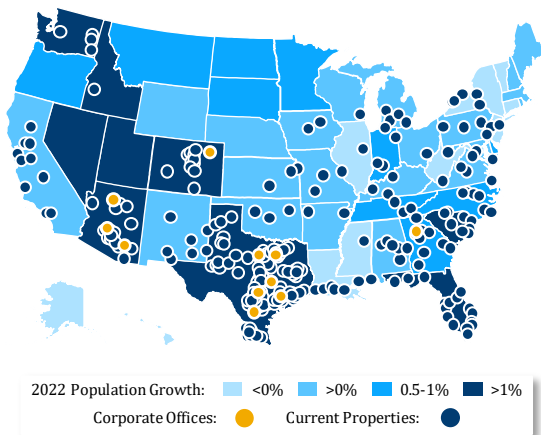 2022 Population Growth: <0% >0% 0.5-1% >1%
Corporate Offices: Current Properties: